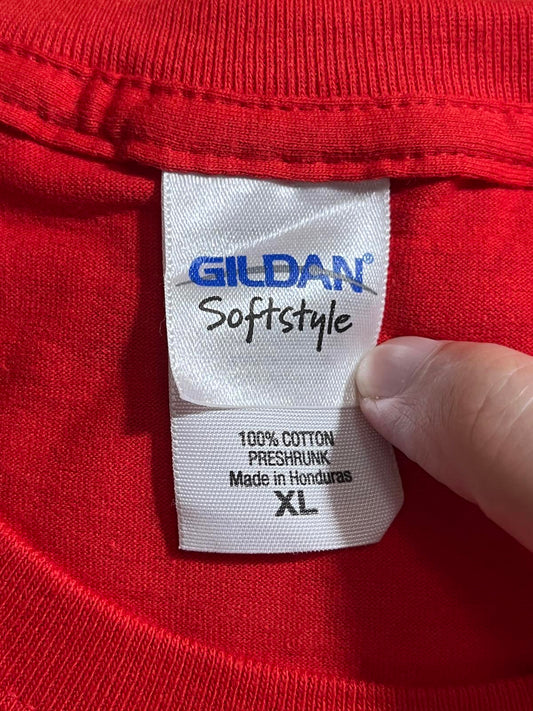 GILDAN®
Softstyle
100% COTTON
PRESHRUNK
Made in Honduras
XL